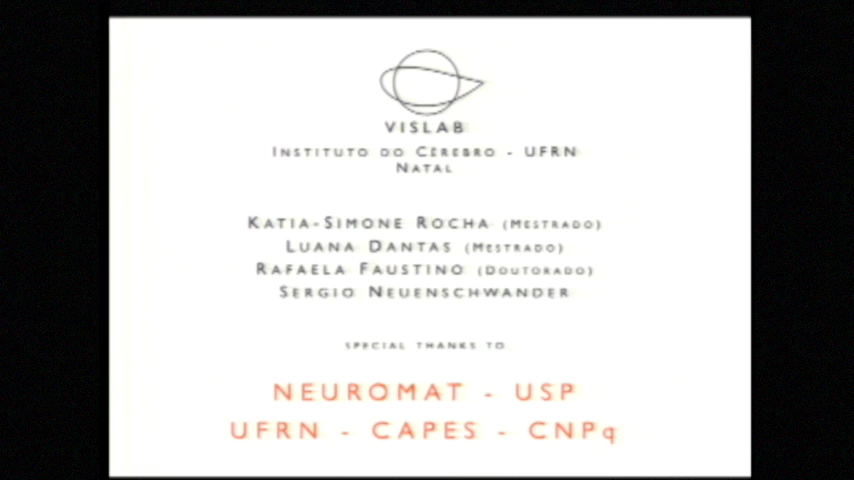 VISLAB
INSTITUTO DO CÉREBRO - UFRN
NATAL
KATIA-SIMONE ROCHA (MESTRADO)
LUANA DANTAS (MESTRADO)
RAFAELA FAUSTINO (DOUTORADO)
SERGIO NEUENSCHWANDER
SPECIAL THANKS TO
NEUROMAT - USP
UFRN - CAPES - CNPq